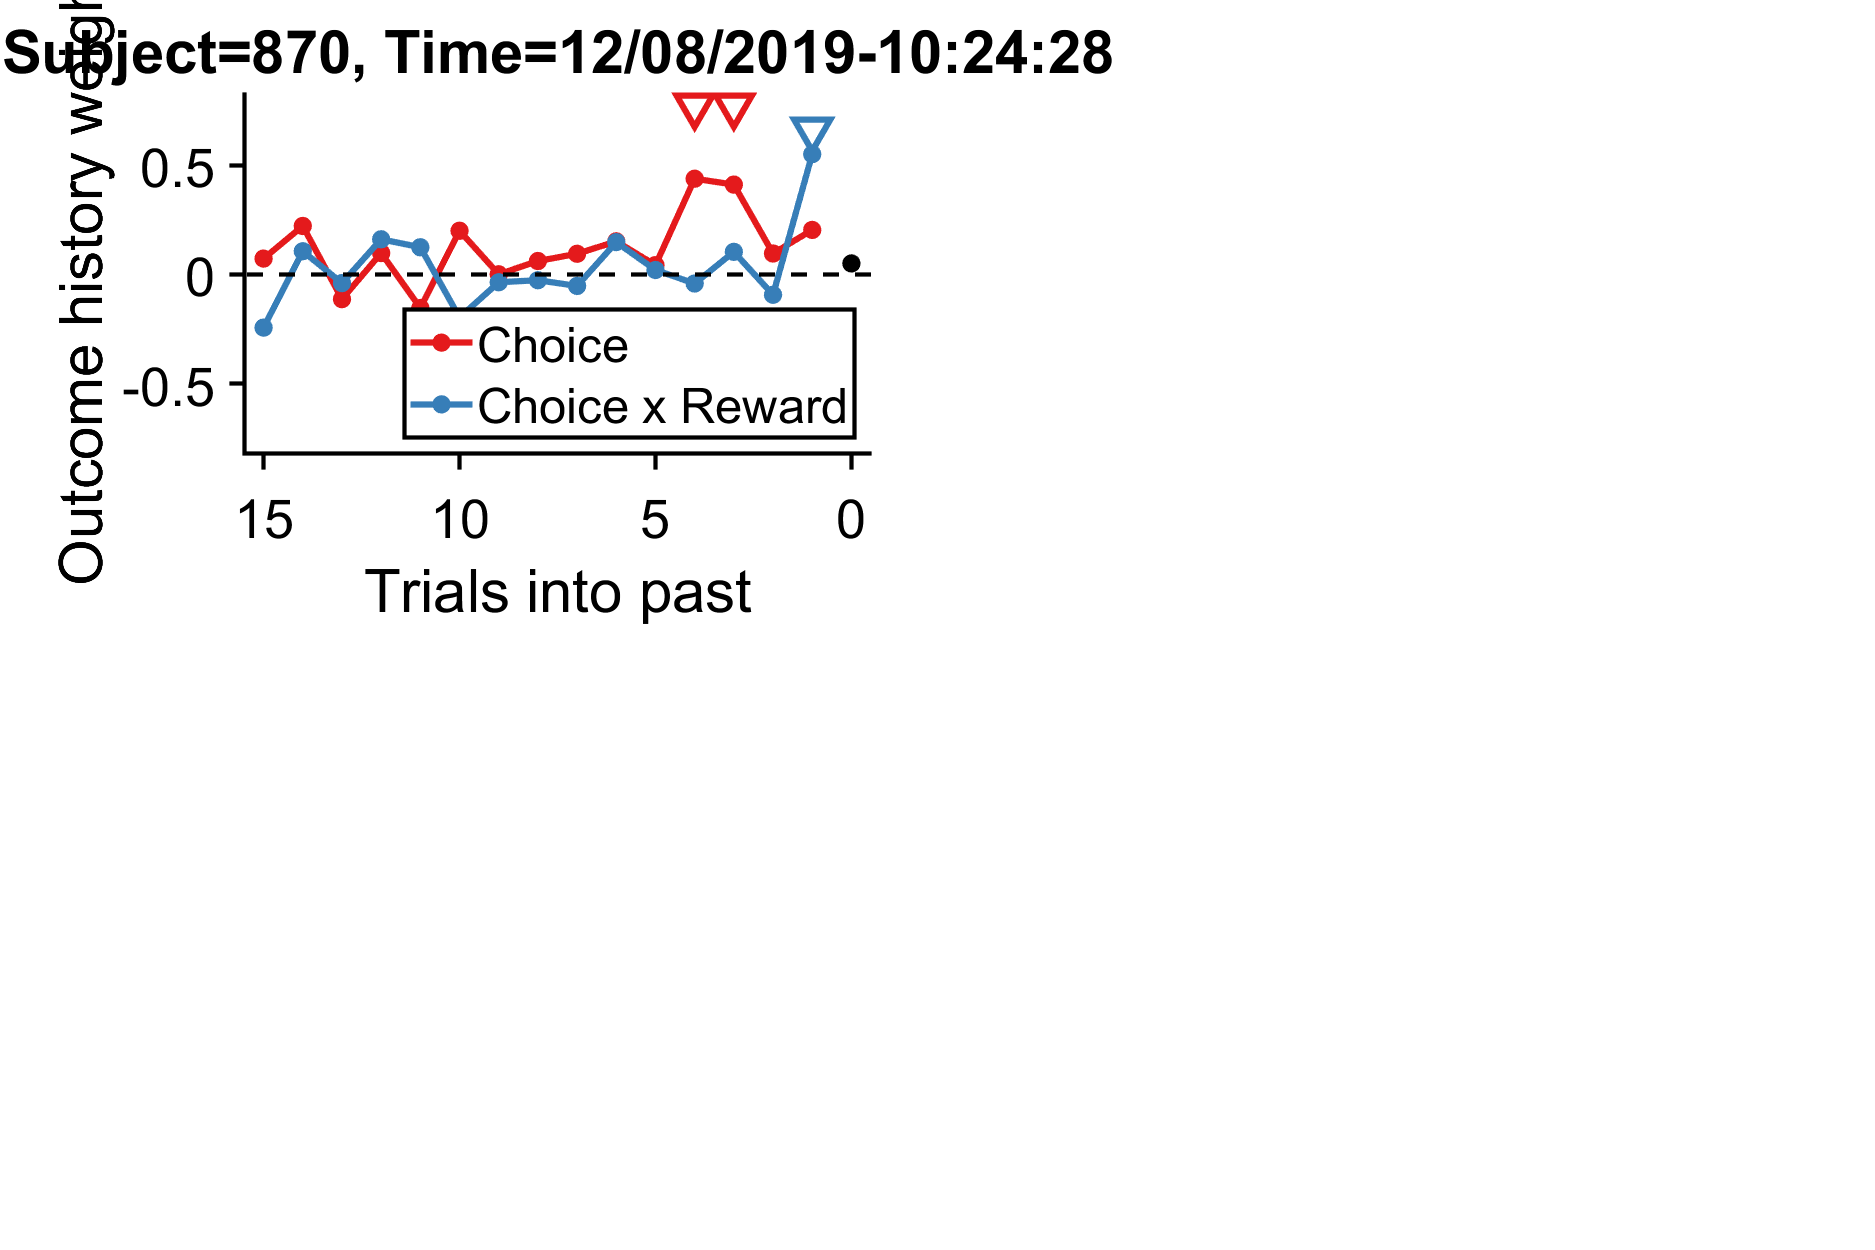 Subject=870, Time=12/08/2019-10:24:28
Outcome history
0.5
0
-0.5
Choice
Choice x Reward
15 10 5 0
Trials into past